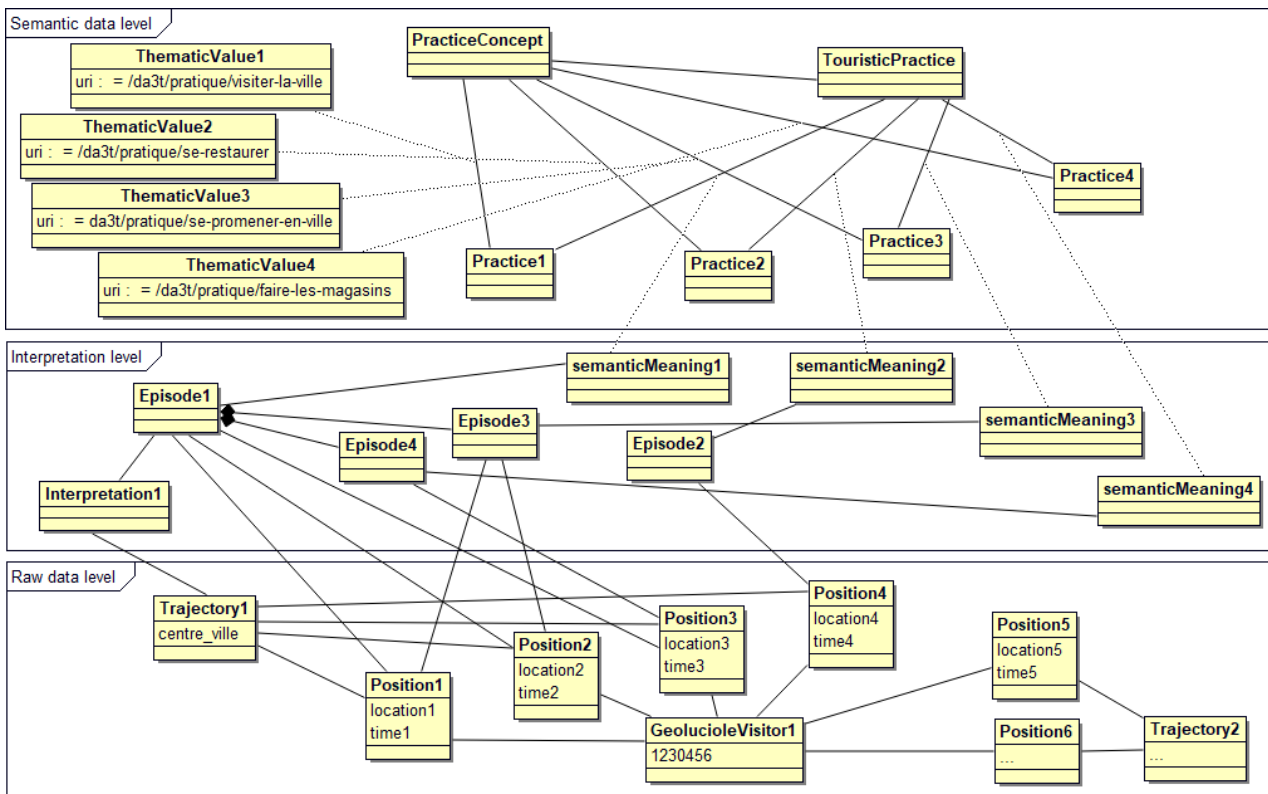 Semantic data level
ThematicValue1
uri : = /da3t/pratique/visiter-la-ville
ThematicValue2
uri : = /da3t/pratique/se-restaurer
ThematicValue3
uri : = da3t/pratique/se-promener-en-ville
ThematicValue4
uri : = /da3t/pratique/faire-les-magasins
PracticeConcept
TouristicPractice
Practice1
Practice2
Practice3
Practice4
Interpretation level
Episode1
semanticMeaning1
semanticMeaning2
Episode3
Episode4
Episode2
semanticMeaning3
Interpretation1
semanticMeaning4
Raw data level
Trajectory1
centre_ville
Position1
location1
time1
Position2
location2
time2
Position3
location3
time3
Position4
location4
time4
GeolucioleVisitor1
1230456
Position5
location5
time5
Position6
...
Trajectory2
...